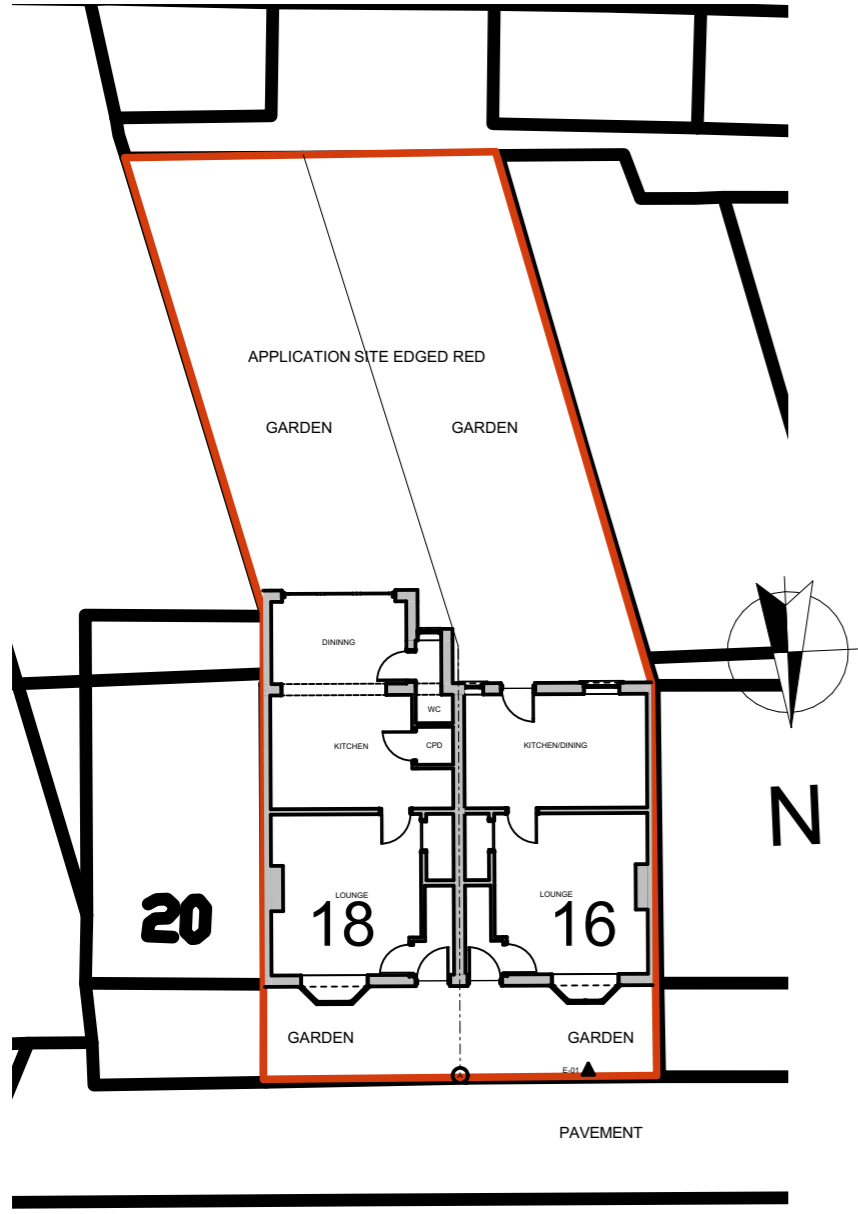 APPLICATION SITE EDGED RED
GARDEN GARDEN
DININNG
WC
KITCHEN CPD KITCHEN/DINING
N
LOUNGE LOUNGE
20 18 16
GARDEN GARDEN
E-01
PAVEMENT